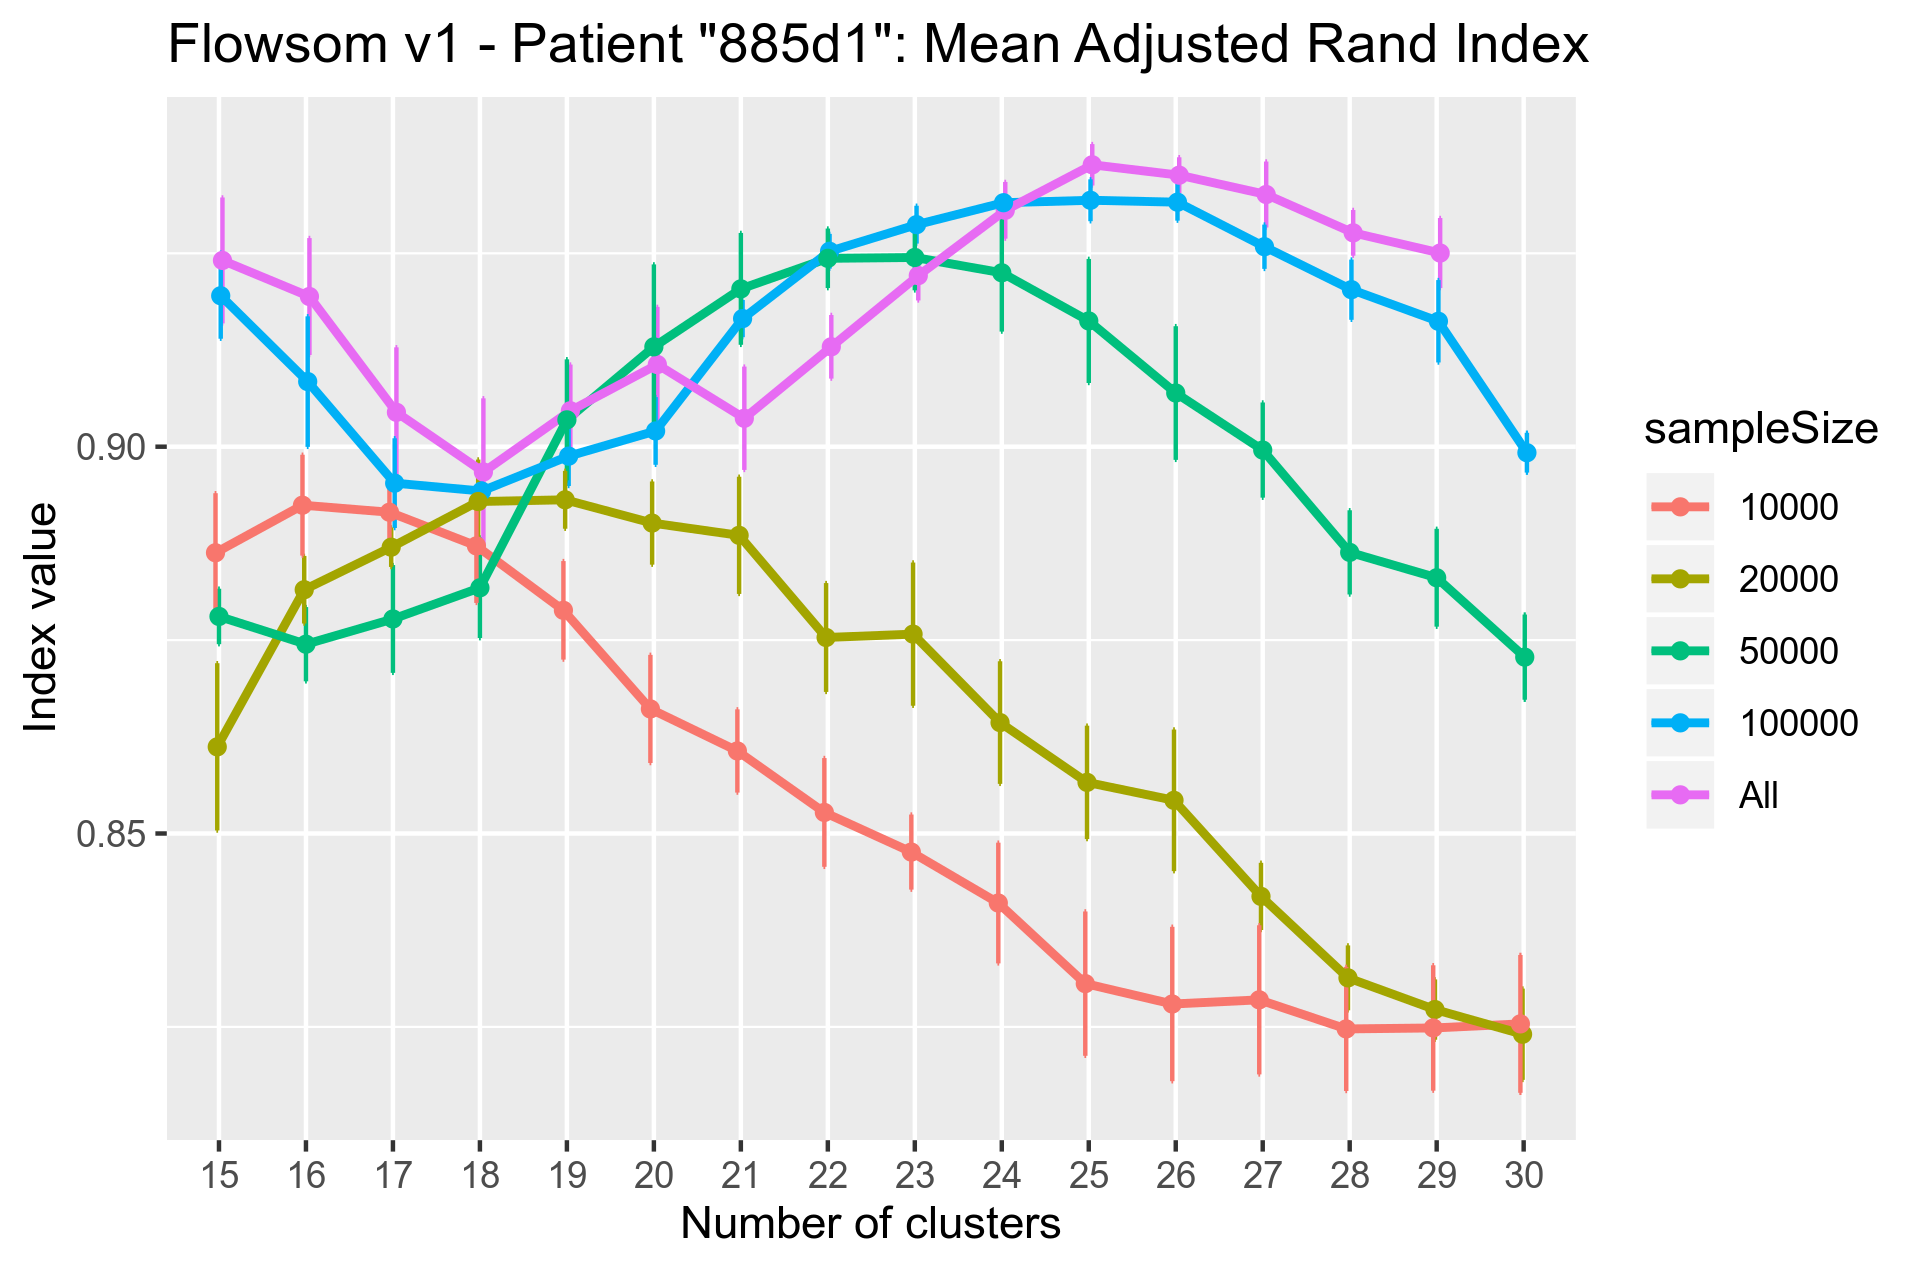 Flowsom v1 - Patient "885d1": Mean Adjusted Rand Index
Index value
0.90
0.85
15 16 17 18 19 20 21 22 23 24 25 26 27 28 29 30
Number of clusters
sampleSize
10000
20000
50000
100000
All